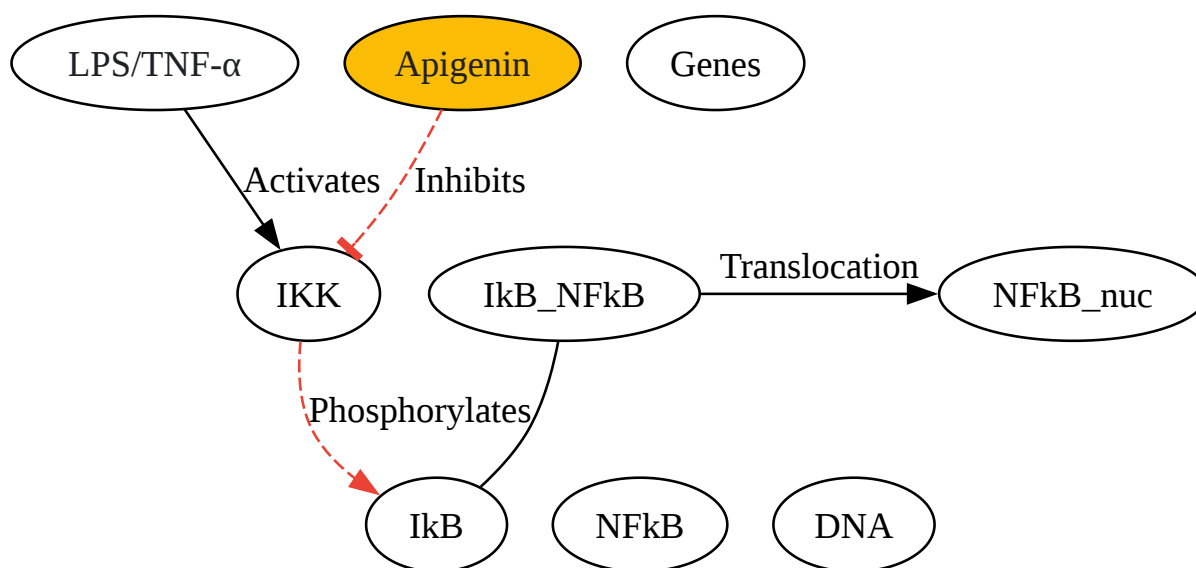 LPS/TNF-α
Apigenin
Genes
Activates
Inhibits
IKK
IkB_NFkB
Translocation
NFkB_nuc
Phosphorylates
IkB
NFkB
DNA